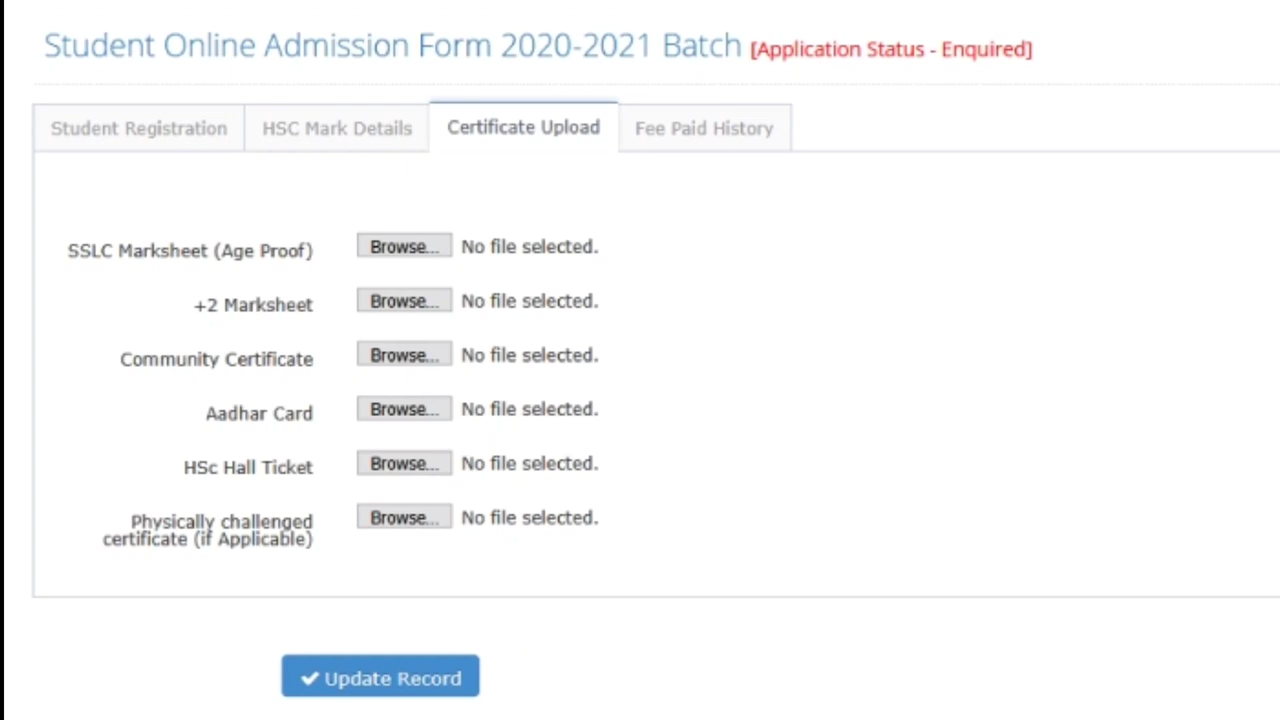 Student Online Admission Form 2020-2021 Batch [Application Status - Enquired]
Student Registration HSC Mark Details Certificate Upload Fee Paid History
SSLC Marksheet (Age Proof) Browse... No file selected.
+2 Marksheet Browse... No file selected.
Community Certificate Browse... No file selected.
Aadhar Card Browse... No file selected.
HSc Hall Ticket Browse... No file selected.
Physically challenged Browse... No file selected.
certificate (if Applicable)
Update Record